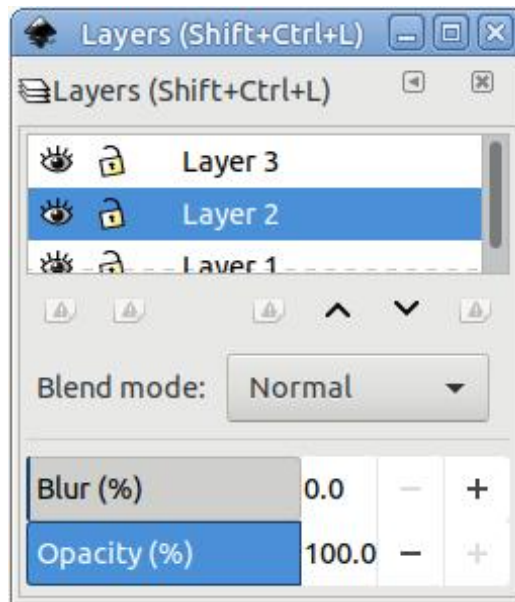 Layers (Shift+Ctrl+L)
Layers (Shift+Ctrl+L)
Layer 3
Layer 2
Layer 1
Blend mode: Normal
Blur (%) 0.0
Opacity (%) 100.0